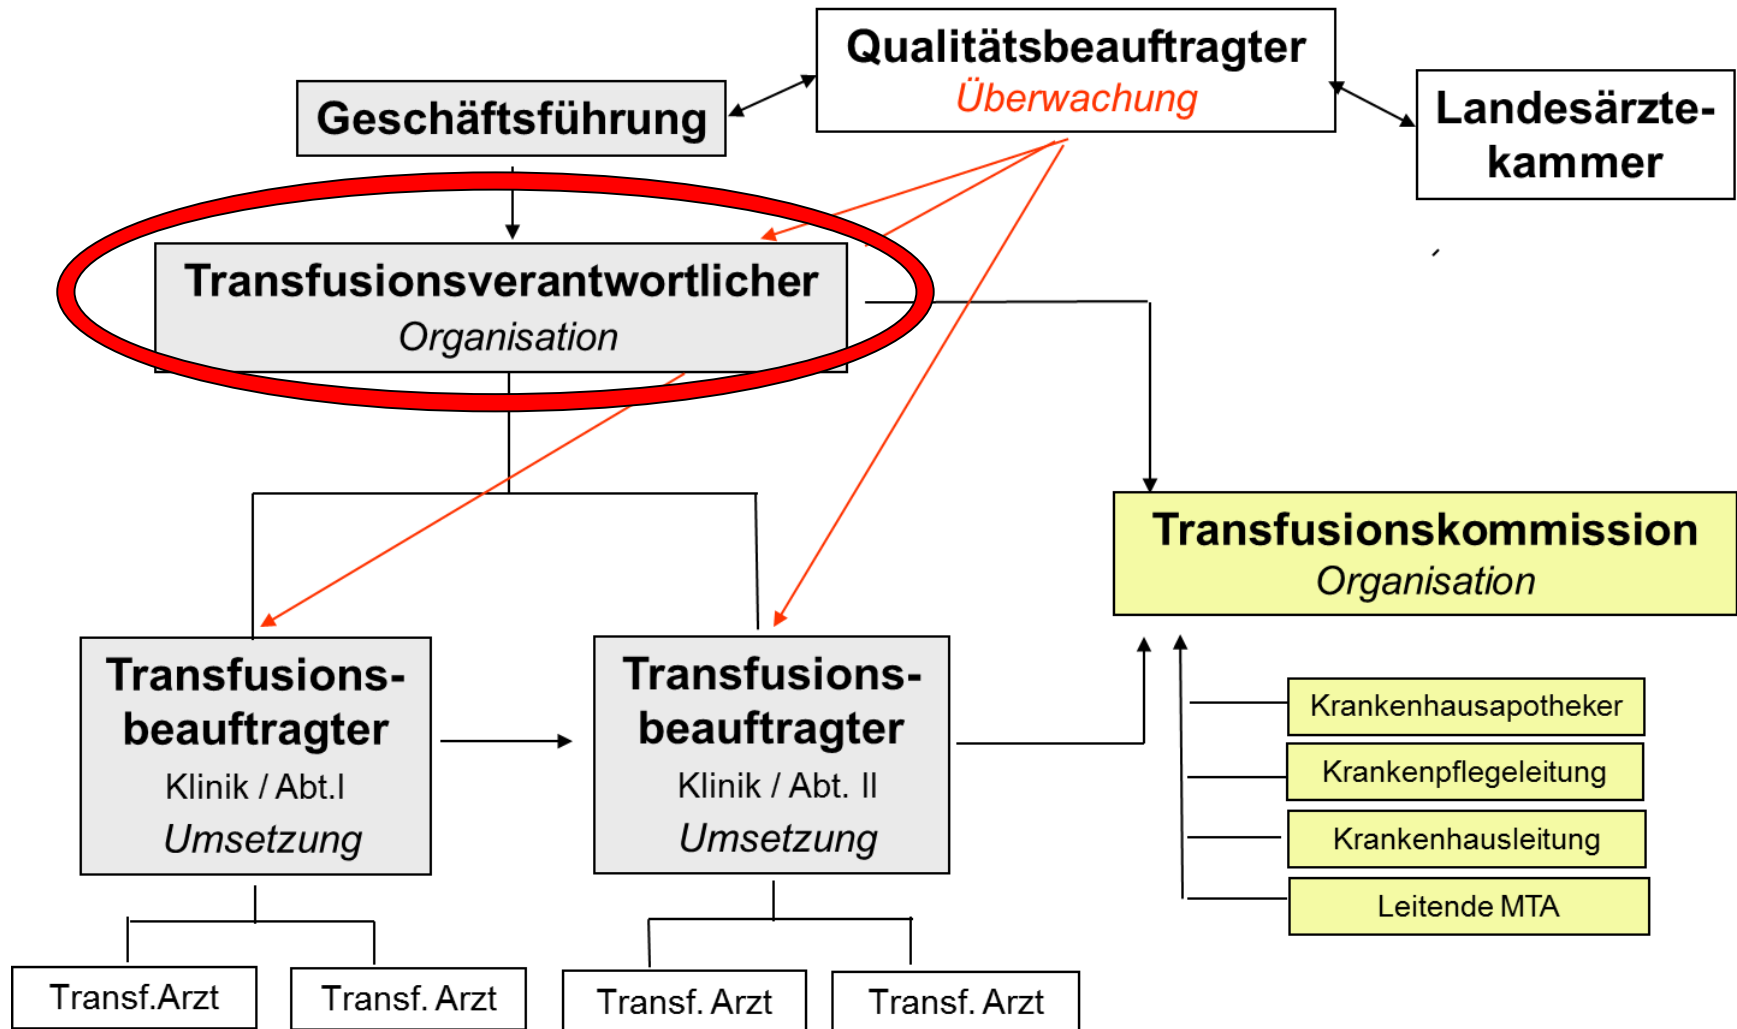 Qualitätsbeauftragter
Überwachung
Geschäftsführung
Landesärzte-
kammer
Transfusionsverantwortlicher
Organisation
Transfusionskommission
Organisation
Transfusions-
beauftragter
Klinik / Abt.I
Umsetzung
Transfusions-
beauftragter
Klinik / Abt. II
Umsetzung
Krankenhausapotheker
Krankenpflegeleitung
Krankenhausleitung
Leitende MTA
Transf.Arzt
Transf. Arzt
Transf. Arzt
Transf. Arzt